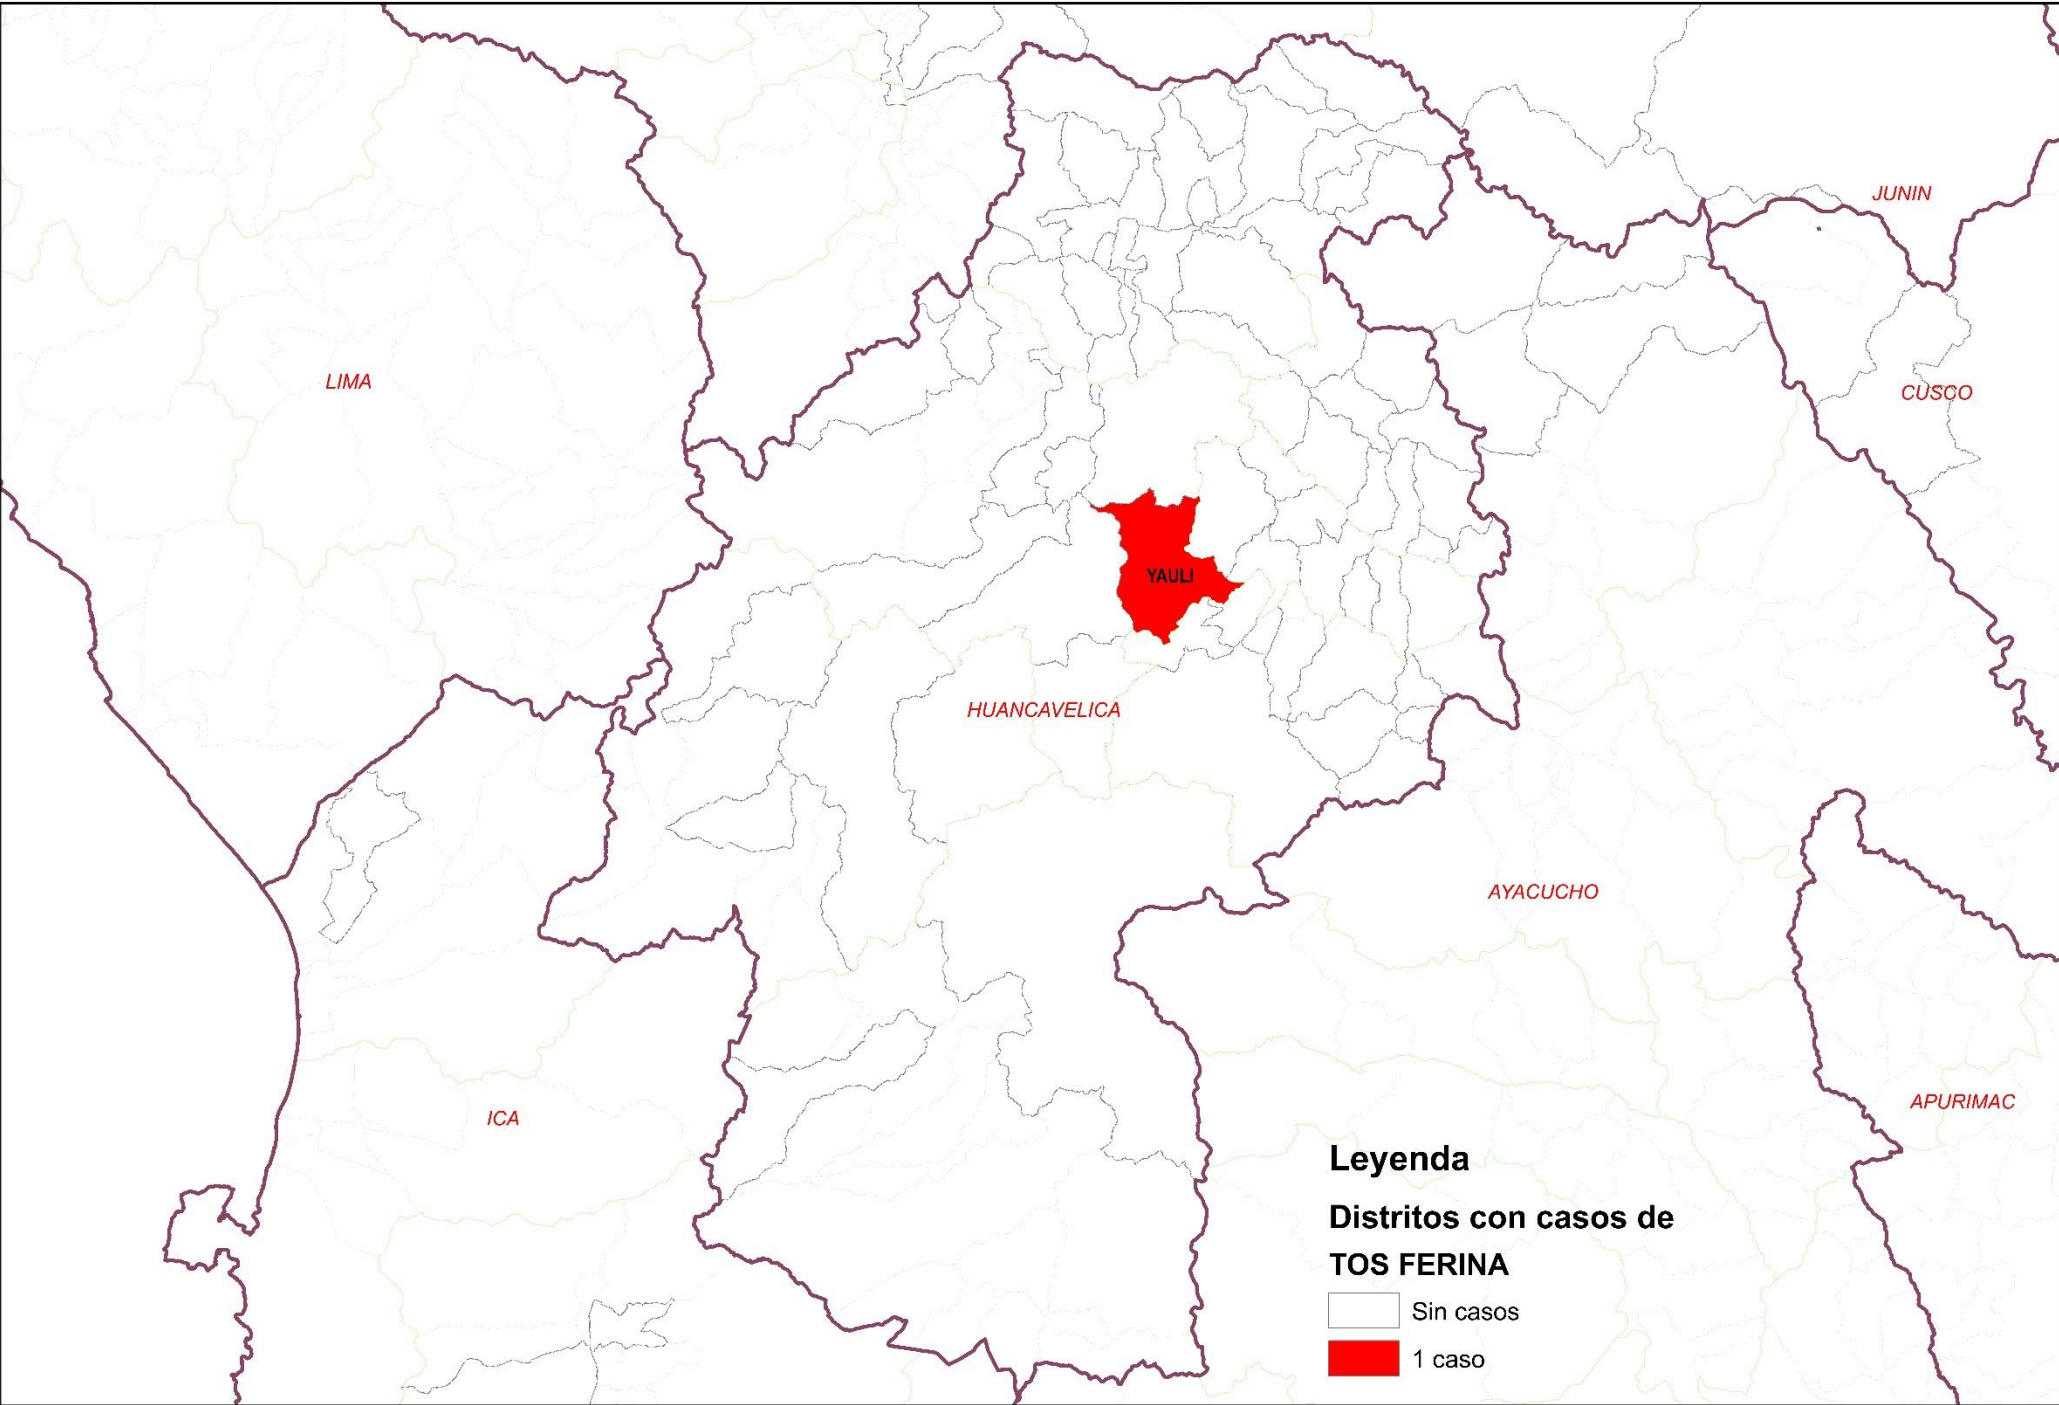 JUNIN
LIMA
CUSCO
YAULI
HUANCAVELICA
AYACUCHO
APURIMAC
ICA
Leyenda
Distritos con casos de
TOS FERINA
Sin casos
1 caso